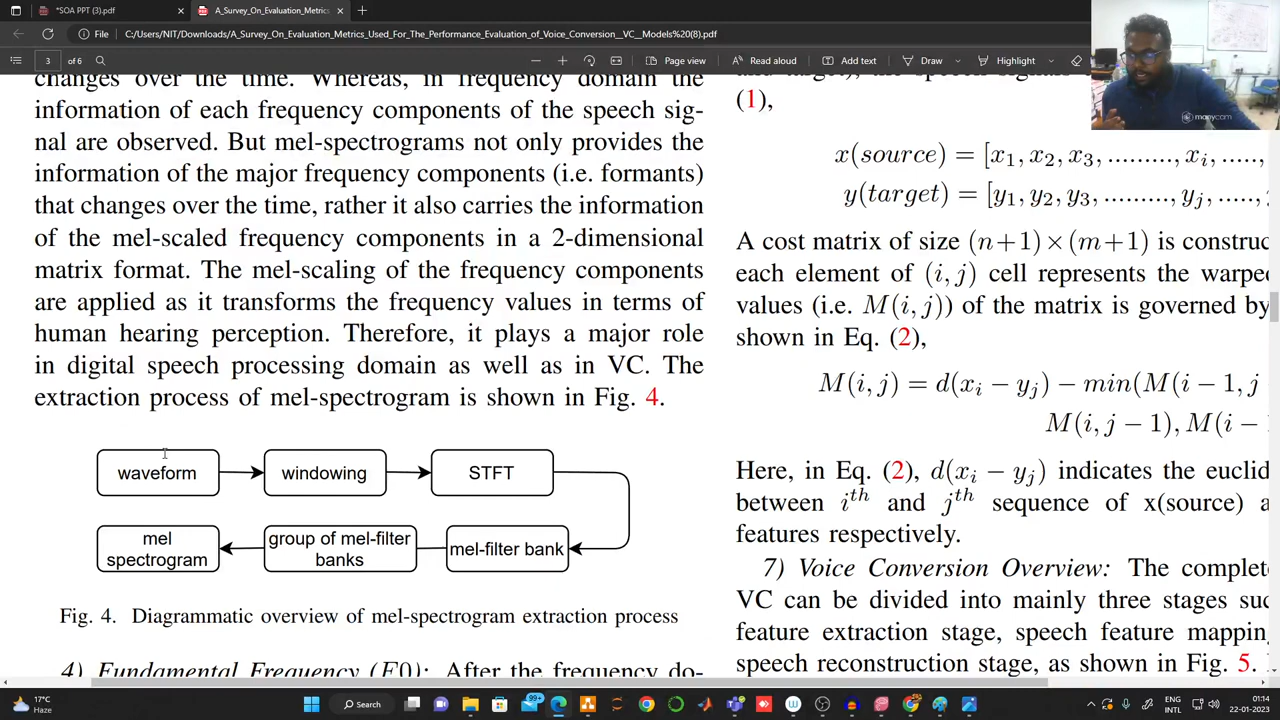 *SOA PPT (3).pdf
A_Survey_On_Evaluation_Metrics_
File
C:/Users/NIT/Downloads/A_Survey_On_Evaluation_Metrics_Used_For_The_Performance_Evaluation_of_Voice_Conversion__VC__Models%20(8).pdf
3 of 6
Page view
Read aloud
Add text
Draw
Highlight
Erase
manycam
changes over the time. Whereas, in frequency domain the
information of each frequency components of the speech sig-
nal are observed. But mel-spectrograms not only provides the
information of the major frequency components (i.e. formants)
that changes over the time, rather it also carries the information
of the mel-scaled frequency components in a 2-dimensional
matrix format. The mel-scaling of the frequency components
are applied as it transforms the frequency values in terms of
human hearing perception. Therefore, it plays a major role
in digital speech processing domain as well as in VC. The
extraction process of mel-spectrogram is shown in Fig. 4.
waveform
windowing
STFT
mel
spectrogram
group of mel-filter
banks
mel-filter bank
Fig. 4. Diagrammatic overview of mel-spectrogram extraction process
4) Fundamental Frequency (F0): After the frequency do-
and target), the speech signals
(1),
x(source) = [x1, x2, x3, ........., xi, .....,
y(target) = [y1, y2, y3, ........., yj, .....,
A cost matrix of size (n+1)×(m+1) is construc
each element of (i, j) cell represents the warped
values (i.e. M(i, j)) of the matrix is governed by
shown in Eq. (2),
M(i, j) = d(xi − yj) − min(M(i − 1, j
M(i, j − 1), M(i −
Here, in Eq. (2), d(xi − yj) indicates the euclid
between ith and jth sequence of x(source) a
features respectively.
7) Voice Conversion Overview: The complete
VC can be divided into mainly three stages suc
feature extraction stage, speech feature mapping
speech reconstruction stage, as shown in Fig. 5.
17°C
Haze
Search
99+
ENG
INTL
01:14
22-01-2023